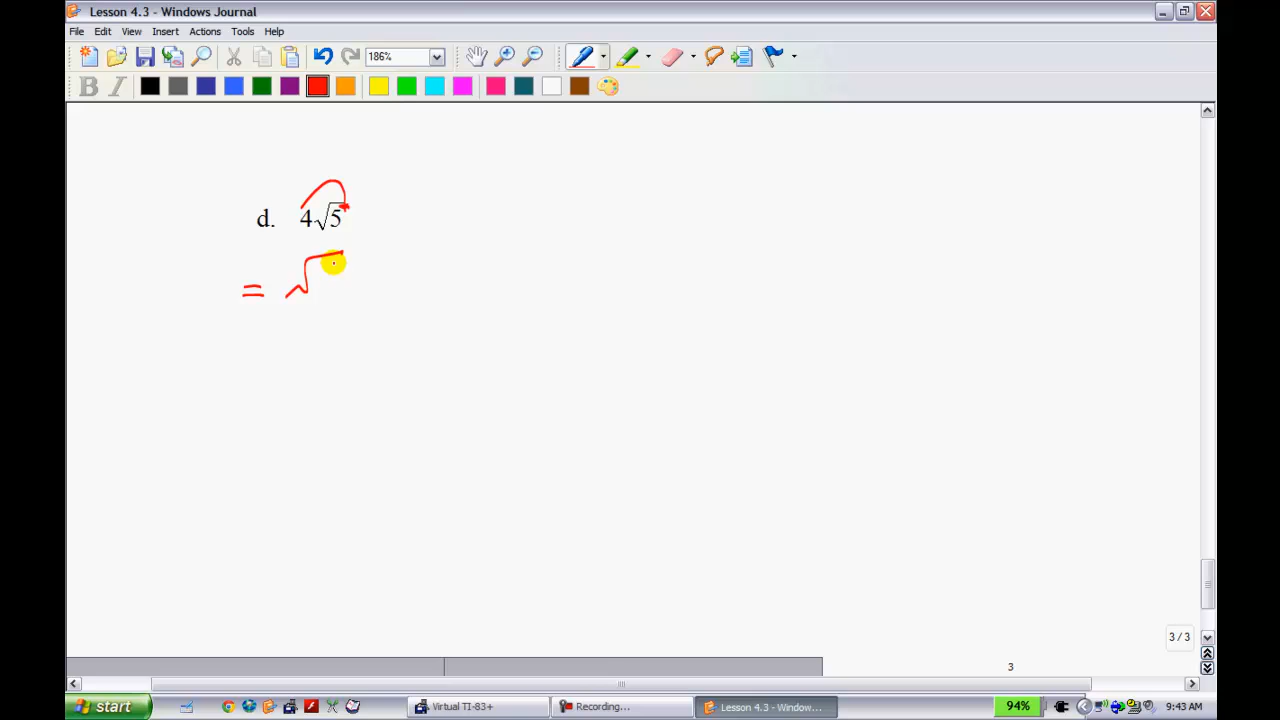 Lesson 4.3 - Windows Journal
File Edit View Insert Actions Tools Help
186%
B I
d. 4√5
= √
3 / 3
3
start Virtual TI-83+ Recording... Lesson 4.3 - Window... 94% 9:43 AM